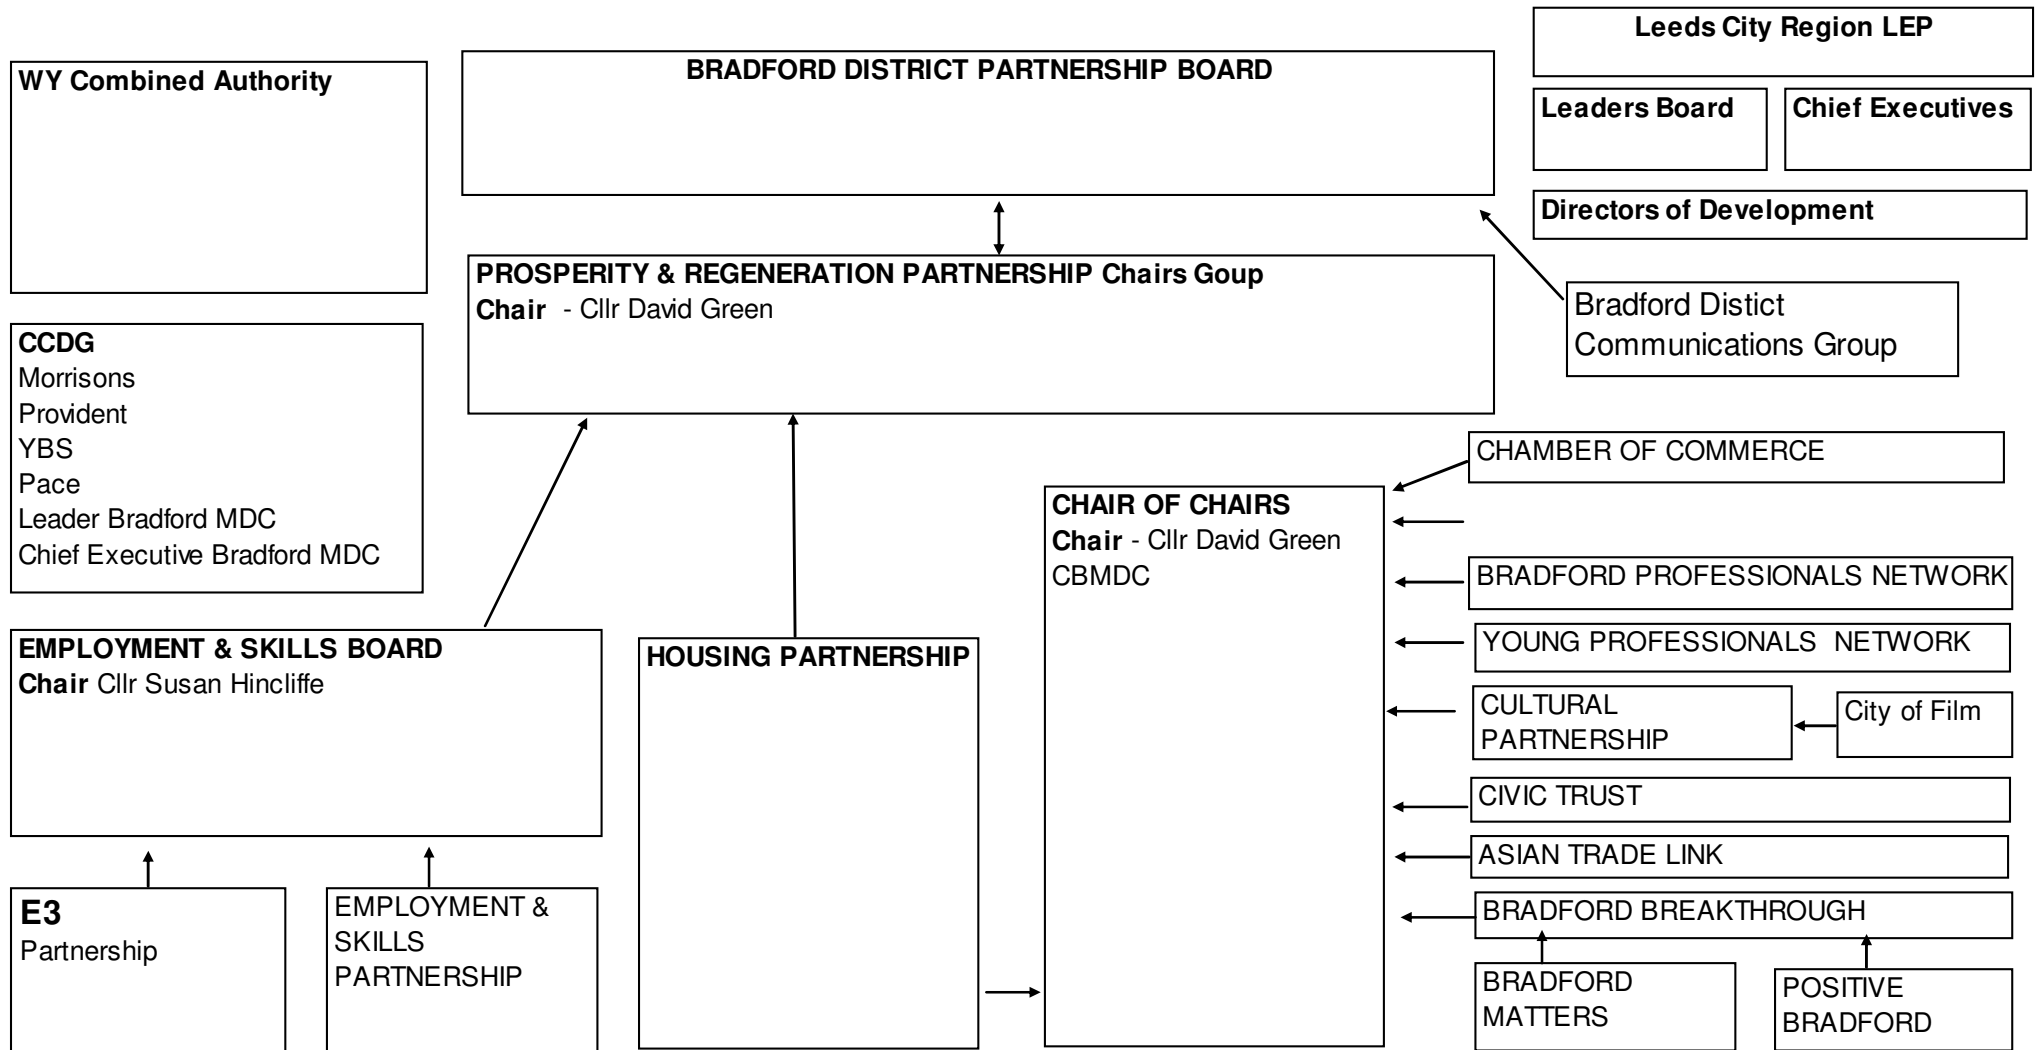 Leeds City Region LEP
WY Combined Authority
BRADFORD DISTRICT PARTNERSHIP BOARD
Leaders Board
Chief Executives
Directors of Development
PROSPERITY & REGENERATION PARTNERSHIP Chairs Goup
Chair - Cllr David Green
Bradford Distict
Communications Group
CCDG
Morrisons
Provident
YBS
Pace
Leader Bradford MDC
Chief Executive Bradford MDC
CHAMBER OF COMMERCE
CHAIR OF CHAIRS
Chair - Cllr David Green
CBMDC
BRADFORD PROFESSIONALS NETWORK
YOUNG PROFESSIONALS NETWORK
CULTURAL
PARTNERSHIP
City of Film
CIVIC TRUST
ASIAN TRADE LINK
BRADFORD BREAKTHROUGH
BRADFORD
MATTERS
POSITIVE
BRADFORD
EMPLOYMENT & SKILLS BOARD
Chair Cllr Susan Hincliffe
HOUSING PARTNERSHIP
E3
Partnership
EMPLOYMENT &
SKILLS
PARTNERSHIP